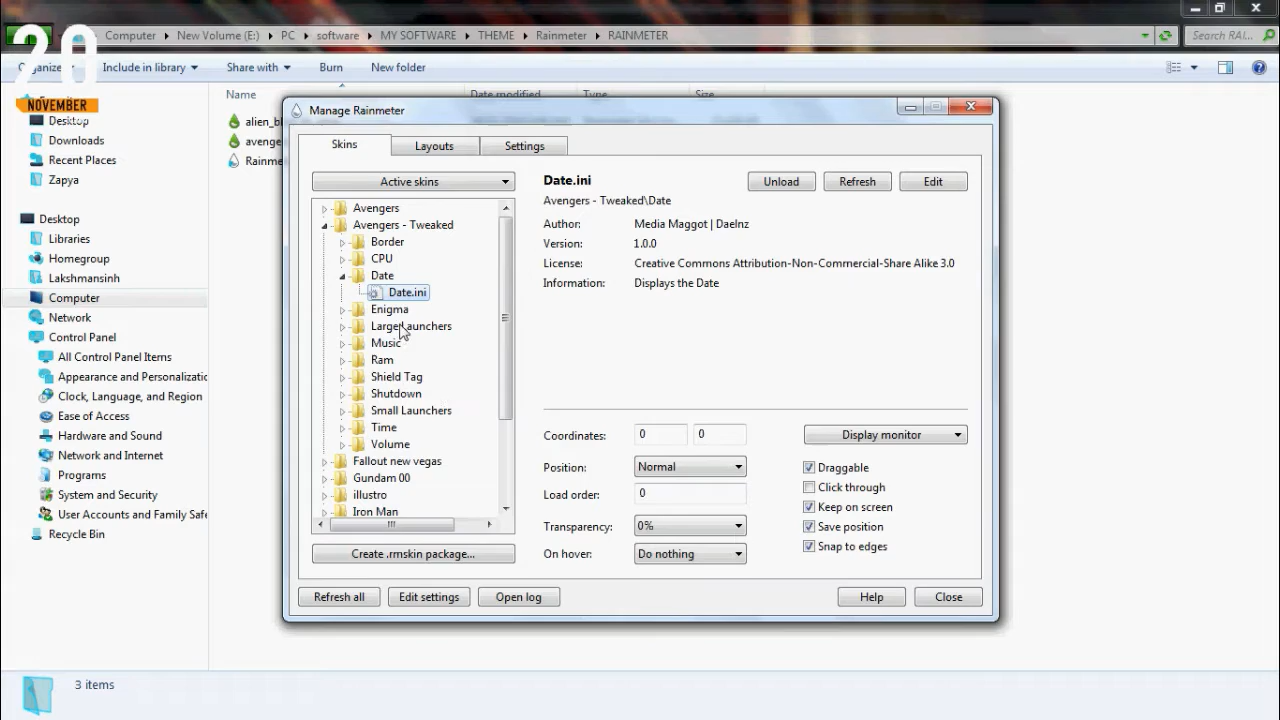 20
NOVEMBER
Computer
New Volume (E:)
PC
software
MY SOFTWARE
THEME
Rainmeter
RAINMETER
Search RAI...
Organize
Include in library
Share with
Burn
New folder
Name
Date modified
Type
Size
Desktop
Downloads
Recent Places
Zapya
Desktop
Libraries
Homegroup
Lakshmansinh
Computer
Network
Control Panel
All Control Panel Items
Appearance and Personalizatic
Clock, Language, and Region
Ease of Access
Hardware and Sound
Network and Internet
Programs
System and Security
User Accounts and Family Safe
Recycle Bin
alien_bl
avenge
Rainme
3 items
Manage Rainmeter
Skins
Layouts
Settings
Active skins
Avengers
Avengers - Tweaked
Border
CPU
Date
Date.ini
Enigma
Large Launchers
Music
Ram
Shield Tag
Shutdown
Small Launchers
Time
Volume
Fallout new vegas
Gundam 00
illustro
Iron Man
Create .rmskin package...
Date.ini
Unload
Refresh
Edit
Avengers - Tweaked\Date
Author: Media Maggot | Daelnz
Version: 1.0.0
License: Creative Commons Attribution-Non-Commercial-Share Alike 3.0
Information: Displays the Date
Coordinates: 0 0
Display monitor
Position: Normal
Draggable
Click through
Load order: 0
Keep on screen
Transparency: 0%
Save position
On hover: Do nothing
Snap to edges
Refresh all
Edit settings
Open log
Help
Close